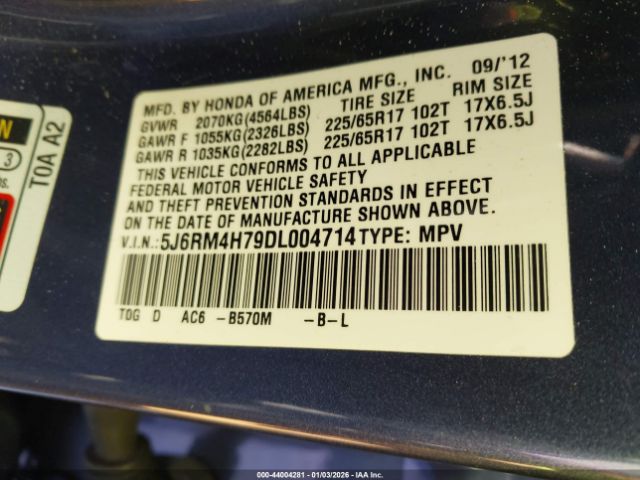 MFD. BY HONDA OF AMERICA MFG., INC. 09/'12
GVWR 2070KG(4564LBS) TIRE SIZE RIM SIZE
GAWR F 1055KG(2326LBS) 225/65R17 102T 17X6.5J
GAWR R 1035KG(2282LBS) 225/65R17 102T 17X6.5J
THIS VEHICLE CONFORMS TO ALL APPLICABLE
FEDERAL MOTOR VEHICLE SAFETY
AND THEFT PREVENTION STANDARDS IN EFFECT
ON THE DATE OF MANUFACTURE SHOWN ABOVE.
V.I.N.: 5J6RM4H79DL004714 TYPE: MPV
TDG D AC6 -B570M -B-L
T0A A2
3
000-44004281 - 01/03/2026 - IAA Inc.